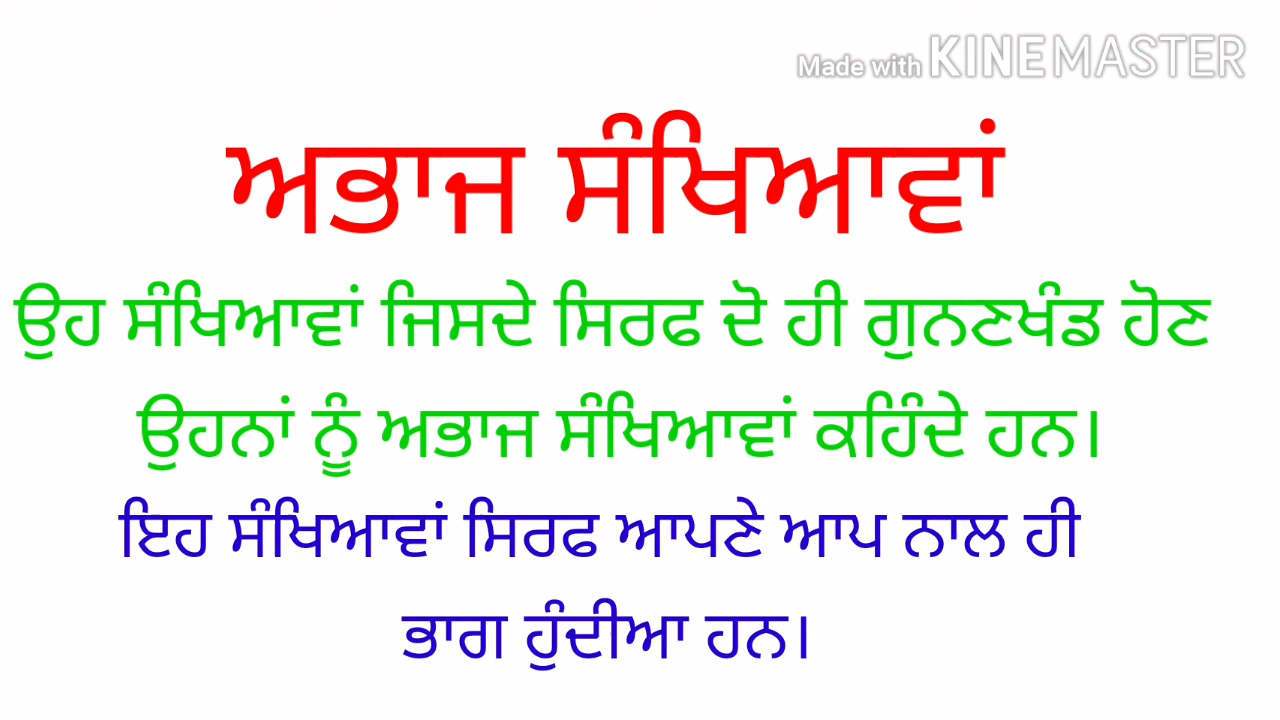 Made with KINEMASTER
ਅਭਾਜ ਸੰਖਿਆਵਾਂ
ਉਹ ਸੰਖਿਆਵਾਂ ਜਿਸਦੇ ਸਿਰਫ ਦੋ ਹੀ ਗੁਨਣਖੰਡ ਹੋਣ
ਉਹਨਾਂ ਨੂੰ ਅਭਾਜ ਸੰਖਿਆਵਾਂ ਕਹਿੰਦੇ ਹਨ।
ਇਹ ਸੰਖਿਆਵਾਂ ਸਿਰਫ ਆਪਣੇ ਆਪ ਨਾਲ ਹੀ
ਭਾਗ ਹੁੰਦੀਆ ਹਨ।